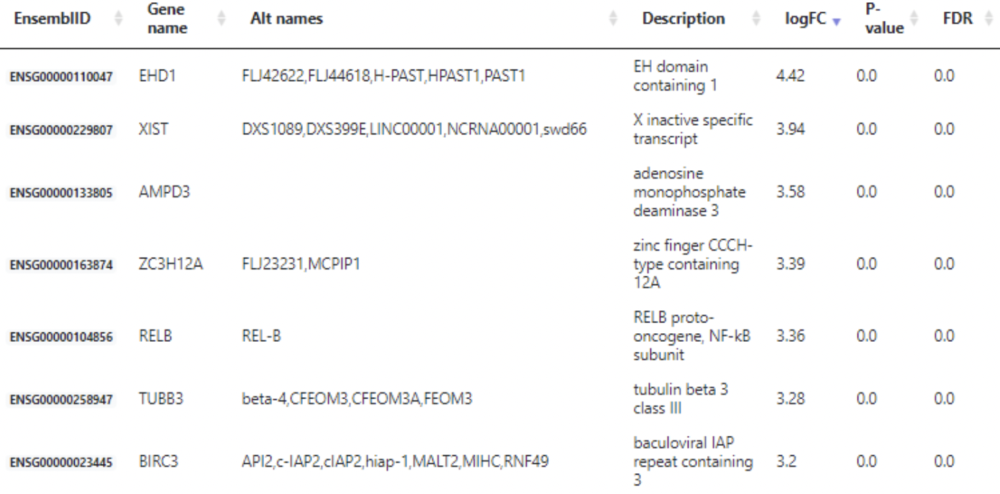 EnsemblID Gene name Alt names Description logFC P-value FDR
ENSG00000110047 EHD1 FLJ42622,FLJ44618,H-PAST,HPAST1,PAST1 EH domain containing 1 4.42 0.0 0.0
ENSG00000229807 XIST DXS1089,DXS399E,LINC00001,NCRNA00001,swd66 X inactive specific transcript 3.94 0.0 0.0
ENSG00000133805 AMPD3 adenosine monophosphate deaminase 3 3.58 0.0 0.0
ENSG00000163874 ZC3H12A FLJ23231,MCPIP1 zinc finger CCCH-type containing 12A 3.39 0.0 0.0
ENSG00000104856 RELB REL-B RELB proto-oncogene, NF-kB subunit 3.36 0.0 0.0
ENSG00000258947 TUBB3 beta-4,CFEOM3,CFEOM3A,FEOM3 tubulin beta 3 class III 3.28 0.0 0.0
ENSG00000023445 BIRC3 API2,c-IAP2,cIAP2,hiap-1,MALT2,MIHC,RNF49 baculoviral IAP repeat containing 3 3.2 0.0 0.0